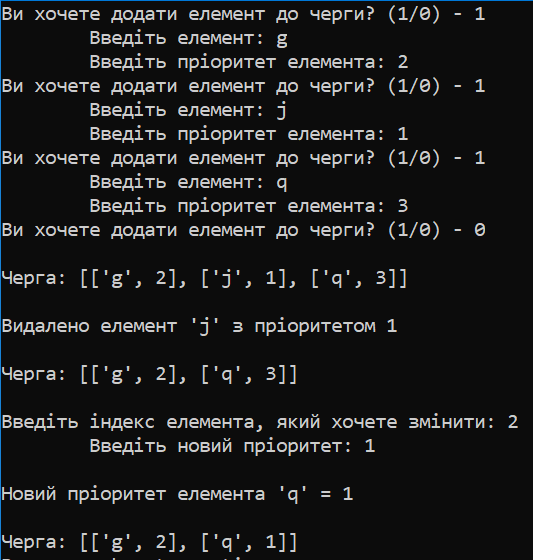 Ви хочете додати елемент до черги? (1/0) - 1
Введіть елемент: g
Введіть пріоритет елемента: 2
Ви хочете додати елемент до черги? (1/0) - 1
Введіть елемент: j
Введіть пріоритет елемента: 1
Ви хочете додати елемент до черги? (1/0) - 1
Введіть елемент: q
Введіть пріоритет елемента: 3
Ви хочете додати елемент до черги? (1/0) - 0
Черга: [['g', 2], ['j', 1], ['q', 3]]
Видалено елемент 'j' з пріоритетом 1
Черга: [['g', 2], ['q', 3]]
Введіть індекс елемента, який хочете змінити: 2
Введіть новий пріоритет: 1
Новий пріоритет елемента 'q' = 1
Черга: [['g', 2], ['q', 1]]